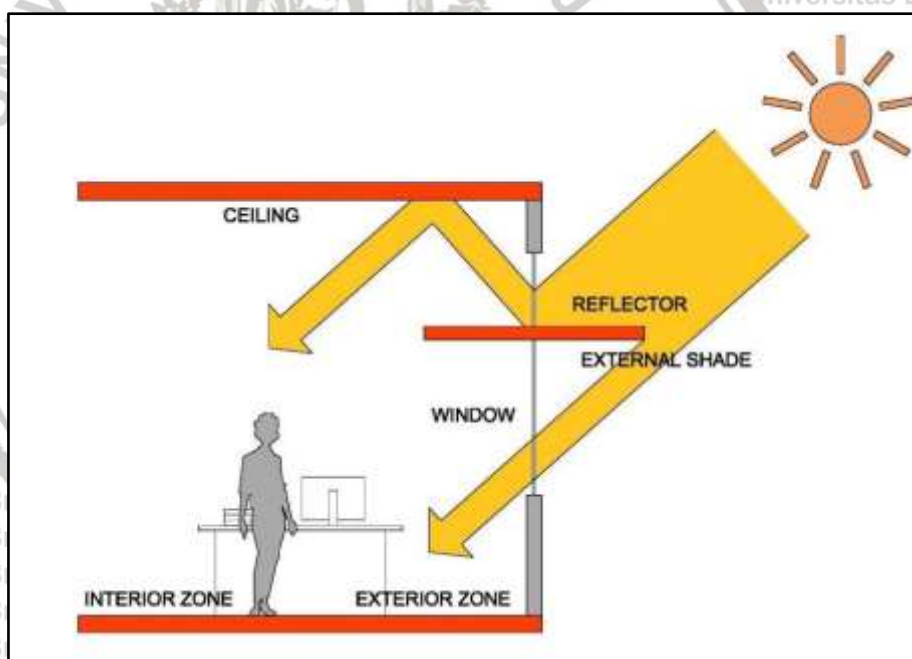 CEILING
REFLECTOR
EXTERNAL SHADE
WINDOW
INTERIOR ZONE
EXTERIOR ZONE